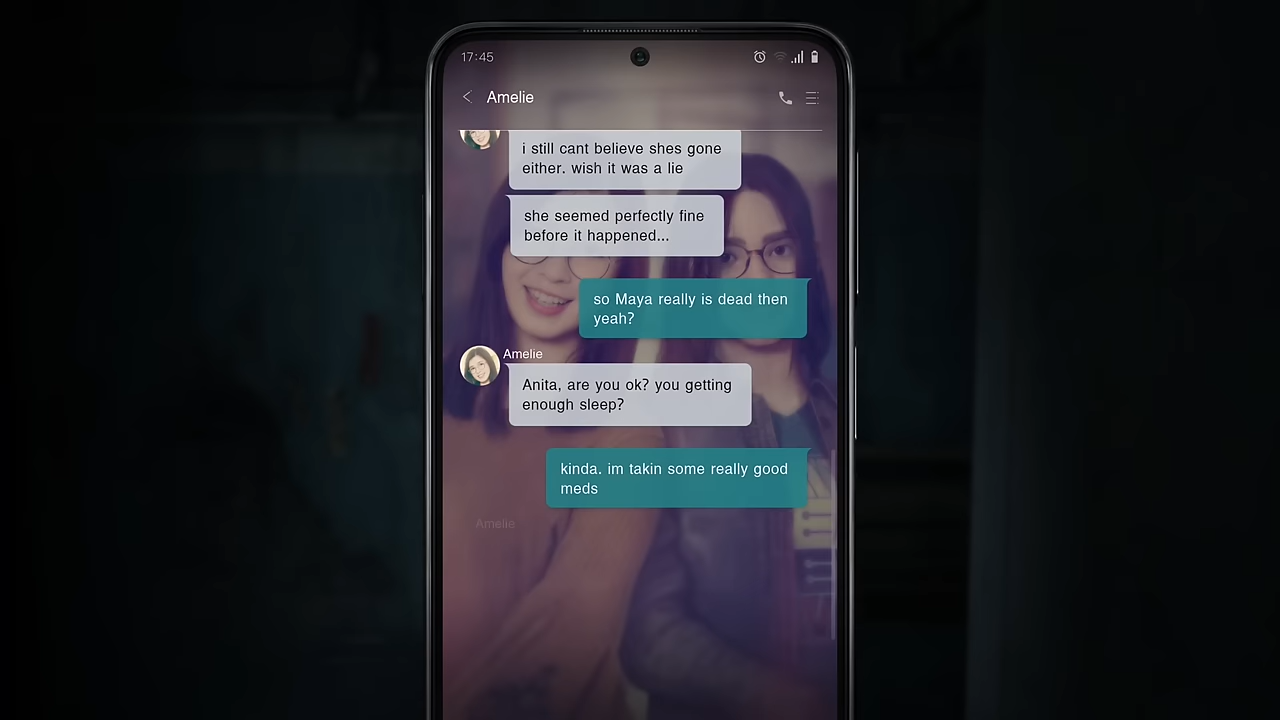 17:45
Amelie
i still cant believe shes gone
either. wish it was a lie
she seemed perfectly fine
before it happened...
so Maya really is dead then
yeah?
Amelie
Anita, are you ok? you getting
enough sleep?
kinda. im takin some really good
meds
Amelie